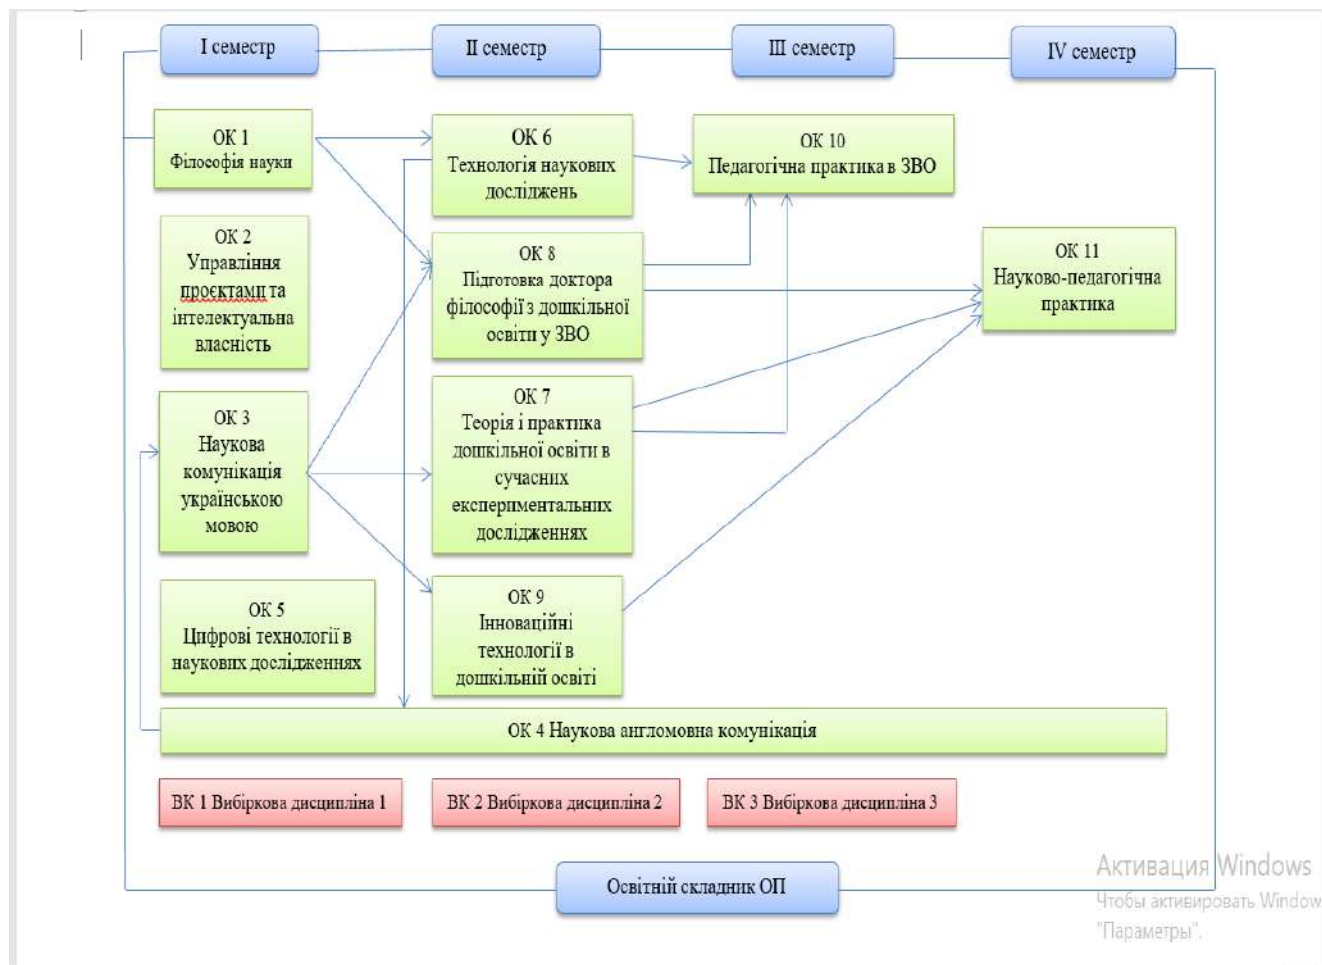 I семестр
II семестр
III семестр
IV семестр
ОК 1
Філософія науки
ОК 2
Управління
проєктами та
інтелектуальна
власність
ОК 3
Наукова
комунікація
українською
мовою
ОК 5
Цифрові технології в
наукових дослідженнях
ОК 6
Технологія наукових
досліджень
ОК 8
Підготовка доктора
філософії з дошкільної
освіти у ЗВО
ОК 7
Теорія і практика
дошкільної освіти в
сучасних
експериментальних
дослідженнях
ОК 9
Інноваційні
технології в
дошкільній освіті
ОК 10
Педагогічна практика в ЗВО
ОК 11
Науково-педагогічна
практика
ОК 4 Наукова англомовна комунікація
ВК 1 Вибіркова дисципліна 1
ВК 2 Вибіркова дисципліна 2
ВК 3 Вибіркова дисципліна 3
Освітній складник ОП
Активация Windows
Чтобы активировать Window
"Параметры".